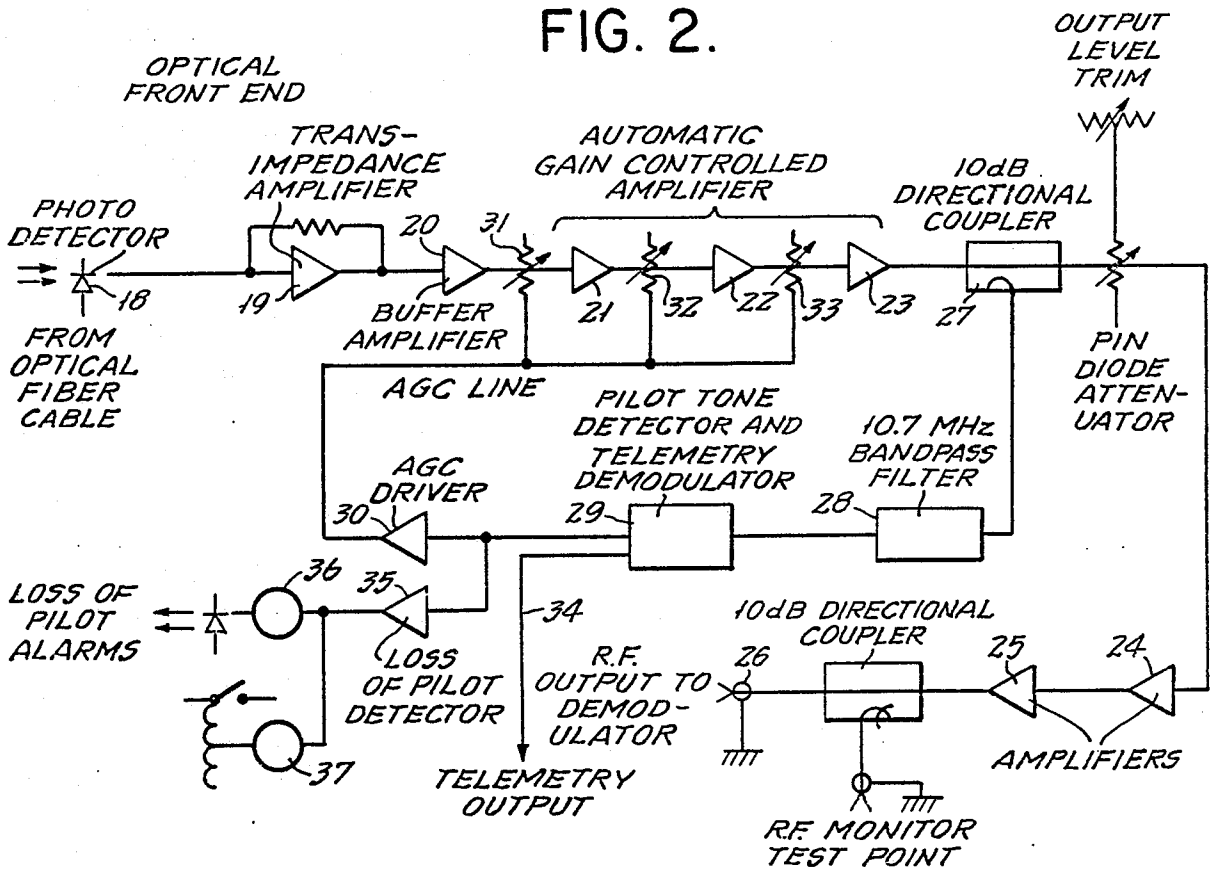 FIG. 2.
OPTICAL
FRONT END
OUTPUT
LEVEL
TRIM
TRANS-
IMPEDANCE
AMPLIFIER
AUTOMATIC
GAIN CONTROLLED
AMPLIFIER
10dB
DIRECTIONAL
COUPLER
PHOTO
DETECTOR
18
19
20
31
21
32
22
33
23
27
BUFFER
AMPLIFIER
FROM
OPTICAL
FIBER
CABLE
AGC LINE
PIN
DIODE
ATTEN-
UATOR
PILOT TONE
DETECTOR AND
TELEMETRY
DEMODULATOR
10.7 MHz
BANDPASS
FILTER
AGC
DRIVER
30
29
28
36
35
34
LOSS OF
PILOT
ALARMS
LOSS
OF PILOT
DETECTOR
37
R.F.
OUTPUT TO
DEMOD-
ULATOR
26
10dB DIRECTIONAL
COUPLER
25
24
AMPLIFIERS
TELEMETRY
OUTPUT
R.F. MONITOR
TEST POINT